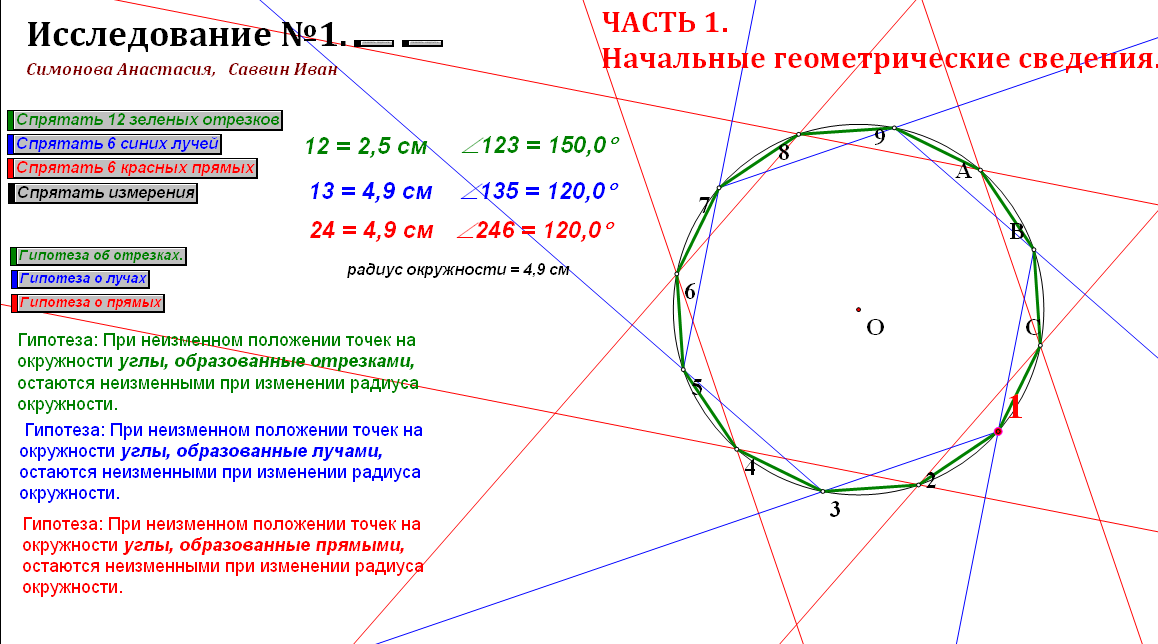 Исследование №1.
Симонова Анастасия, Саввин Иван
ЧАСТЬ 1.
Начальные геометрические сведения.
Спрятать 12 зеленых отрезков
Спрятать 6 синих лучей
Спрятать 6 красных прямых
Спрятать измерения
12 = 2,5 см ∠123 = 150,0°
13 = 4,9 см ∠135 = 120,0°
24 = 4,9 см ∠246 = 120,0°
радиус окружности = 4,9 см
Гипотеза об отрезках.
Гипотеза о лучах
Гипотеза о прямых
Гипотеза: При неизменном положении точек на
окружности углы, образованные отрезками,
остаются неизменными при изменении радиуса
окружности.
Гипотеза: При неизменном положении точек на
окружности углы, образованные лучами,
остаются неизменными при изменении радиуса
окружности.
Гипотеза: При неизменном положении точек на
окружности углы, образованные прямыми,
остаются неизменными при изменении радиуса
окружности.
9
8
A
7
B
6
O
C
5
1
4
2
3